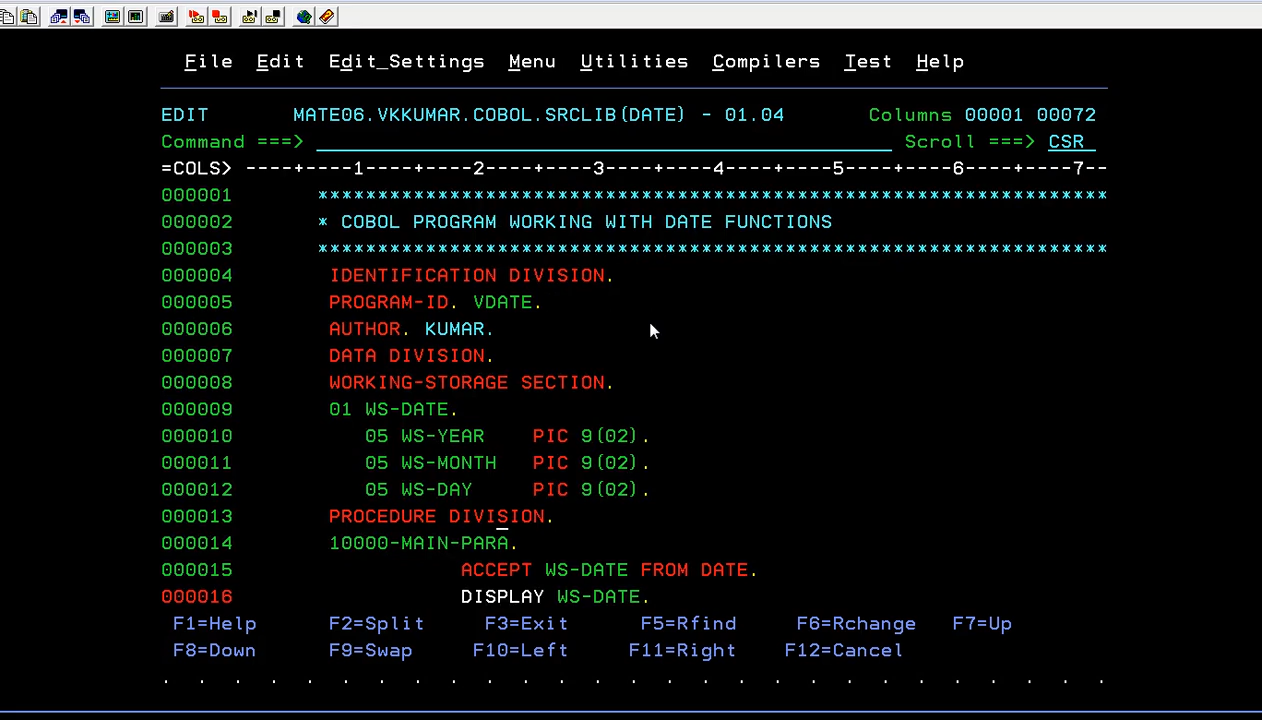 File Edit Edit_Settings Menu Utilities Compilers Test Help
EDIT MATE06.VKKUMAR.COBOL.SRCLIB(DATE) - 01.04 Columns 00001 00072
Command ===> Scroll ===> CSR
=COLS> ----+----1----+----2----+----3----+----4----+----5----+----6----+----7--
000001 ******************************************************************
000002 * COBOL PROGRAM WORKING WITH DATE FUNCTIONS
000003 ******************************************************************
000004 IDENTIFICATION DIVISION.
000005 PROGRAM-ID. VDATE.
000006 AUTHOR. KUMAR.
000007 DATA DIVISION.
000008 WORKING-STORAGE SECTION.
000009 01 WS-DATE.
000010 05 WS-YEAR PIC 9(02).
000011 05 WS-MONTH PIC 9(02).
000012 05 WS-DAY PIC 9(02).
000013 PROCEDURE DIVISION.
000014 10000-MAIN-PARA.
000015 ACCEPT WS-DATE FROM DATE.
000016 DISPLAY WS-DATE.
F1=Help F2=Split F3=Exit F5=Rfind F6=Rchange F7=Up
F8=Down F9=Swap F10=Left F11=Right F12=Cancel
. . . . . . . . . . . . . . . . . . . . . . . . . . .